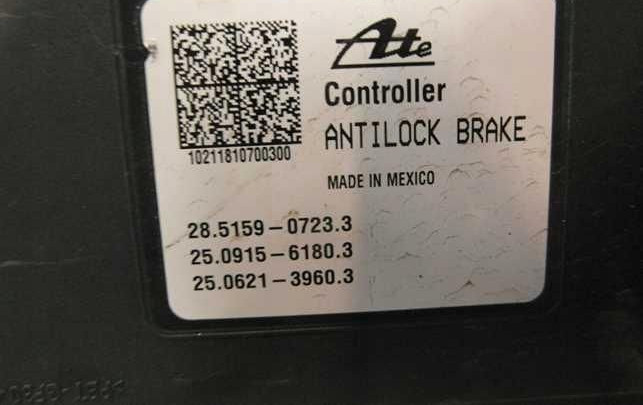 Ate
Controller
ANTILOCK BRAKE
10211810700300
MADE IN MEXICO
28.5159-0723.3
25.0915-6180.3
25.0621-3960.3